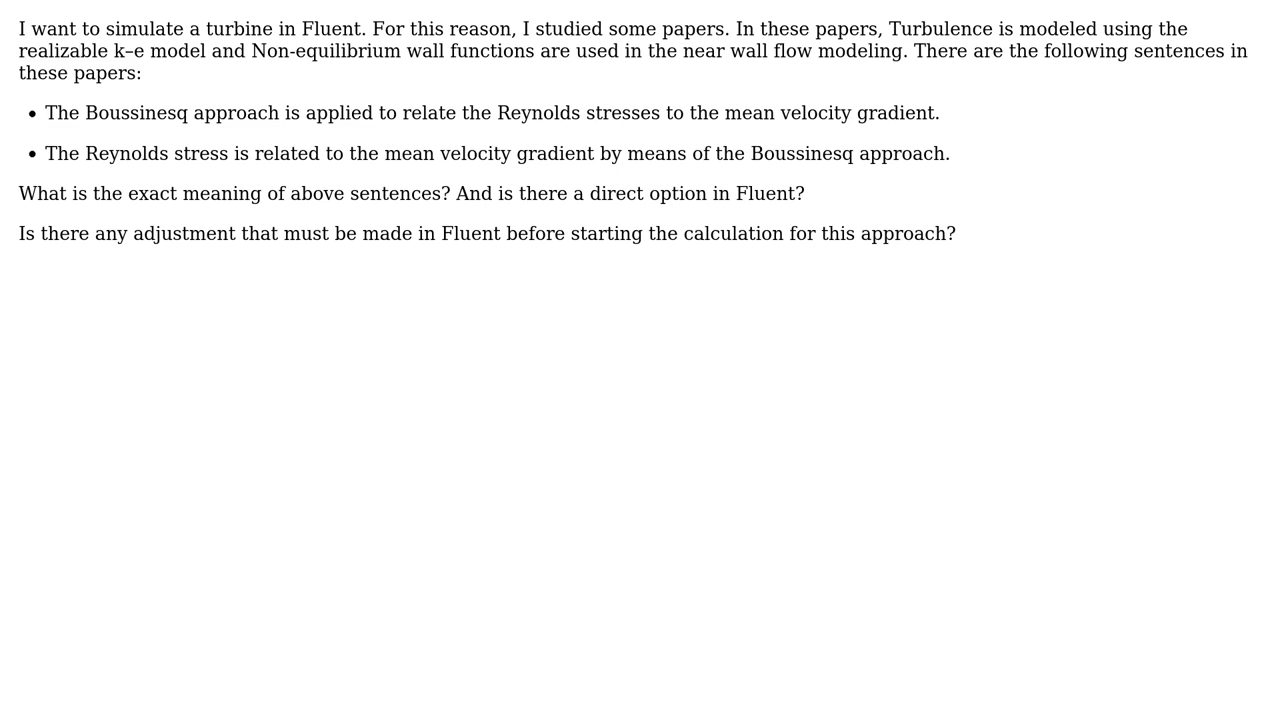 I want to simulate a turbine in Fluent. For this reason, I studied some papers. In these papers, Turbulence is modeled using the
realizable k–e model and Non-equilibrium wall functions are used in the near wall flow modeling. There are the following sentences in
these papers:
• The Boussinesq approach is applied to relate the Reynolds stresses to the mean velocity gradient.
• The Reynolds stress is related to the mean velocity gradient by means of the Boussinesq approach.
What is the exact meaning of above sentences? And is there a direct option in Fluent?
Is there any adjustment that must be made in Fluent before starting the calculation for this approach?